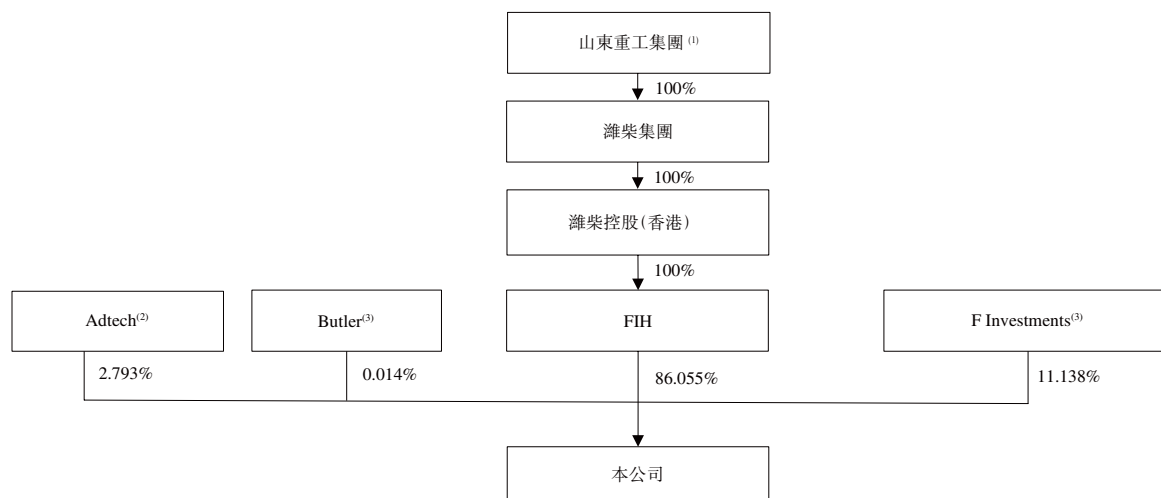 山東重工集團 (1)
100%
濰柴集團
100%
濰柴控股(香港)
100%
Adtech(2)
Butler(3)
FIH
F Investments(3)
2.793%
0.014%
86.055%
11.138%
本公司